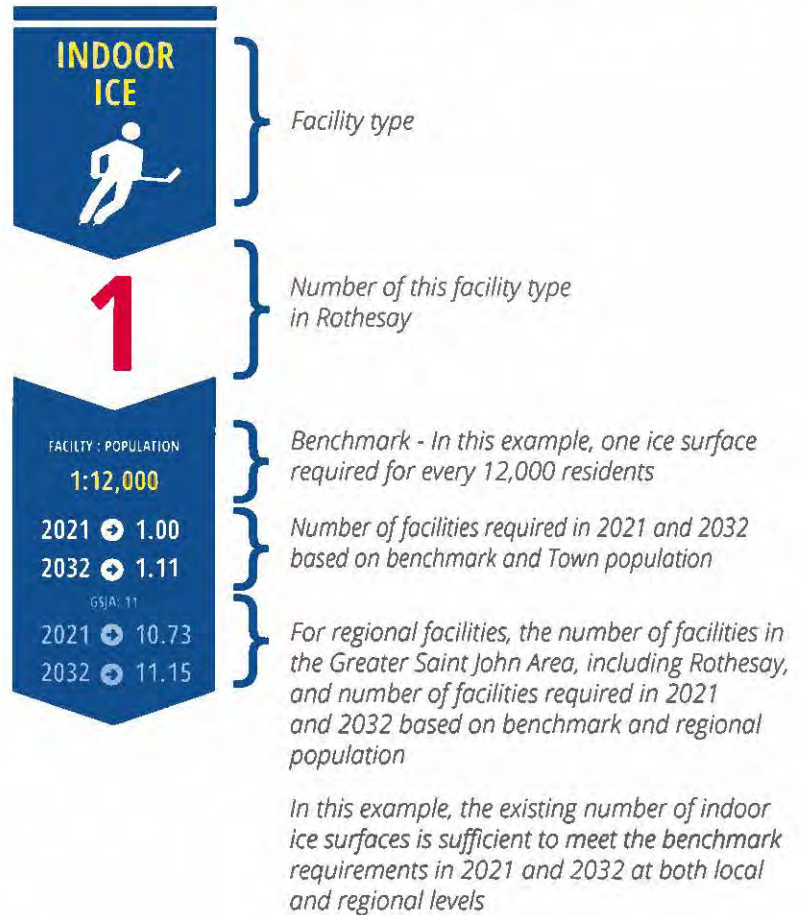 INDOOR
ICE
Facility type
1
Number of this facility type
in Rothesay
FACILTY : POPULATION
1:12,000
Benchmark - In this example, one ice surface
required for every 12,000 residents
2021 ➔ 1.00
2032 ➔ 1.11
Number of facilities required in 2021 and 2032
based on benchmark and Town population
GSJA: 11
2021 ➔ 10.73
2032 ➔ 11.15
For regional facilities, the number of facilities in
the Greater Saint John Area, including Rothesay,
and number of facilities required in 2021
and 2032 based on benchmark and regional
population
In this example, the existing number of indoor
ice surfaces is sufficient to meet the benchmark
requirements in 2021 and 2032 at both local
and regional levels